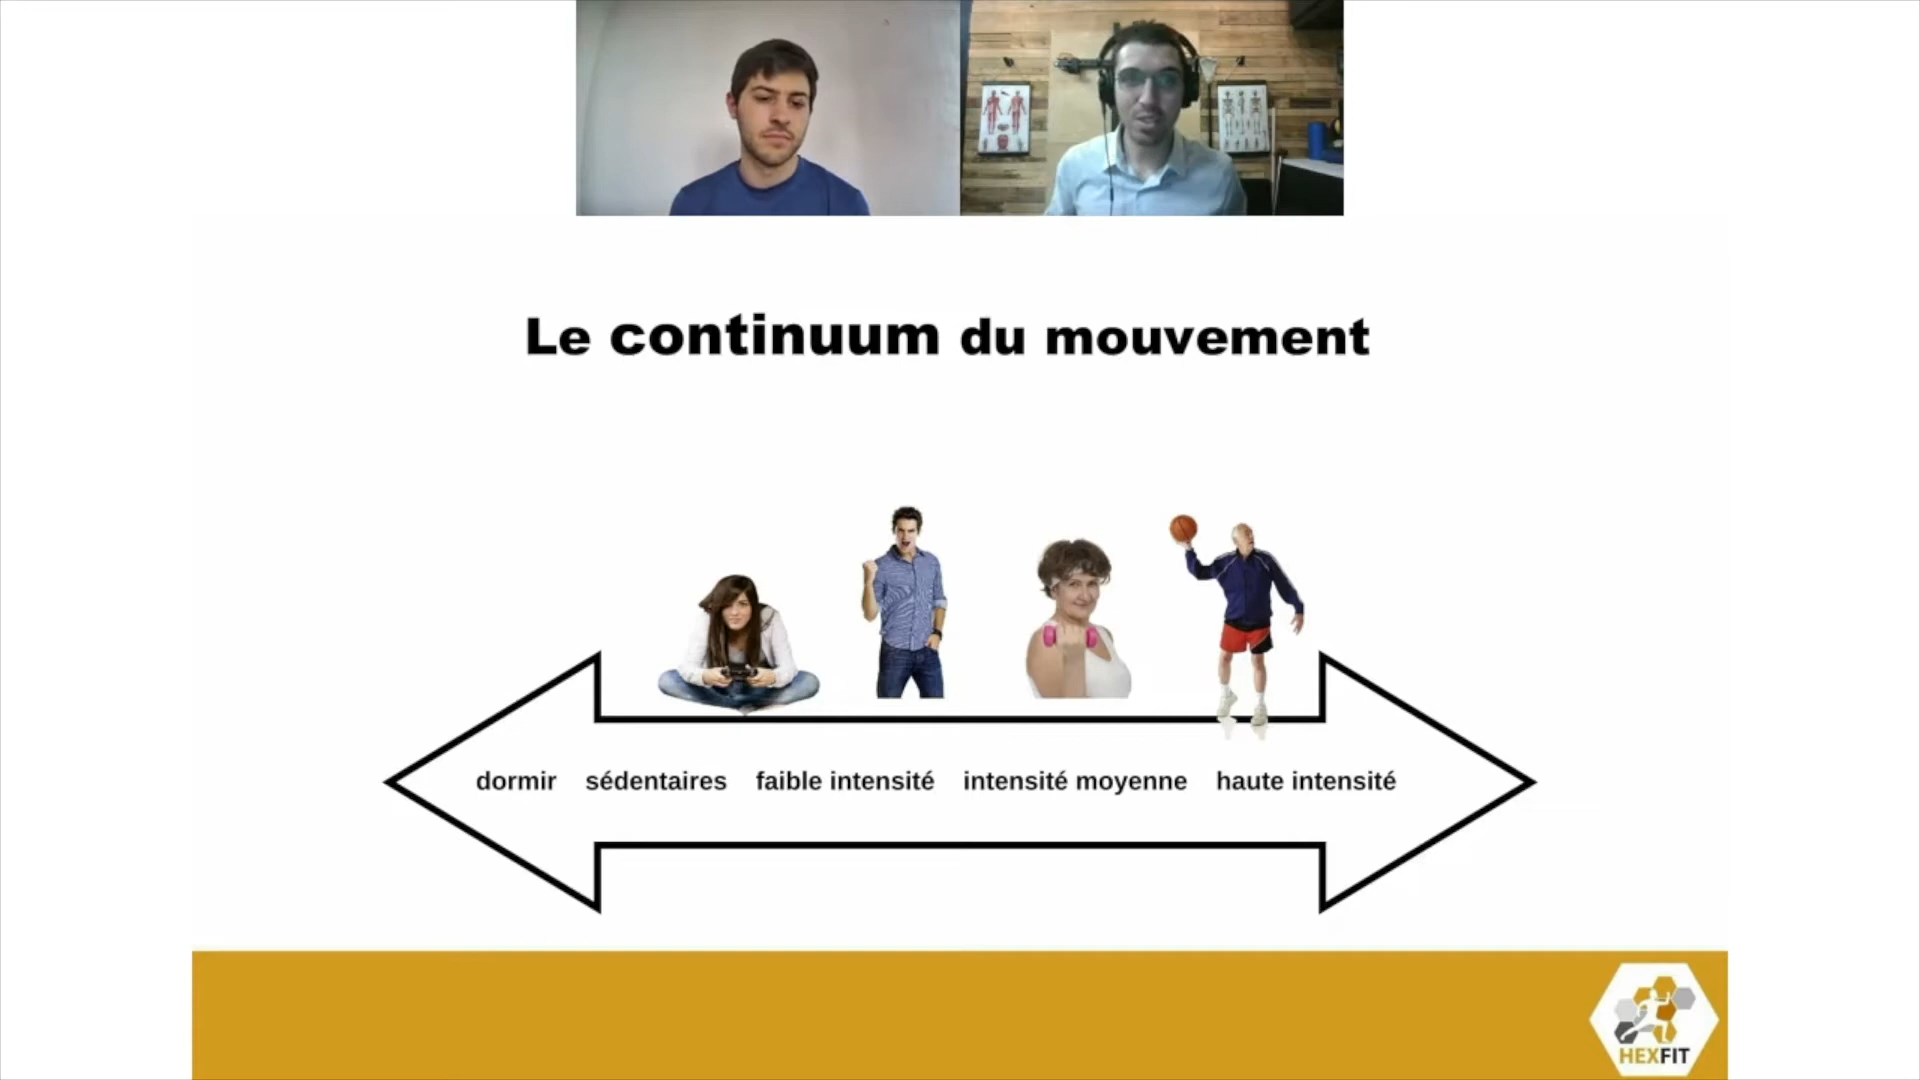 Le continuum du mouvement
dormir sédentaires faible intensité intensité moyenne haute intensité
HEXFIT